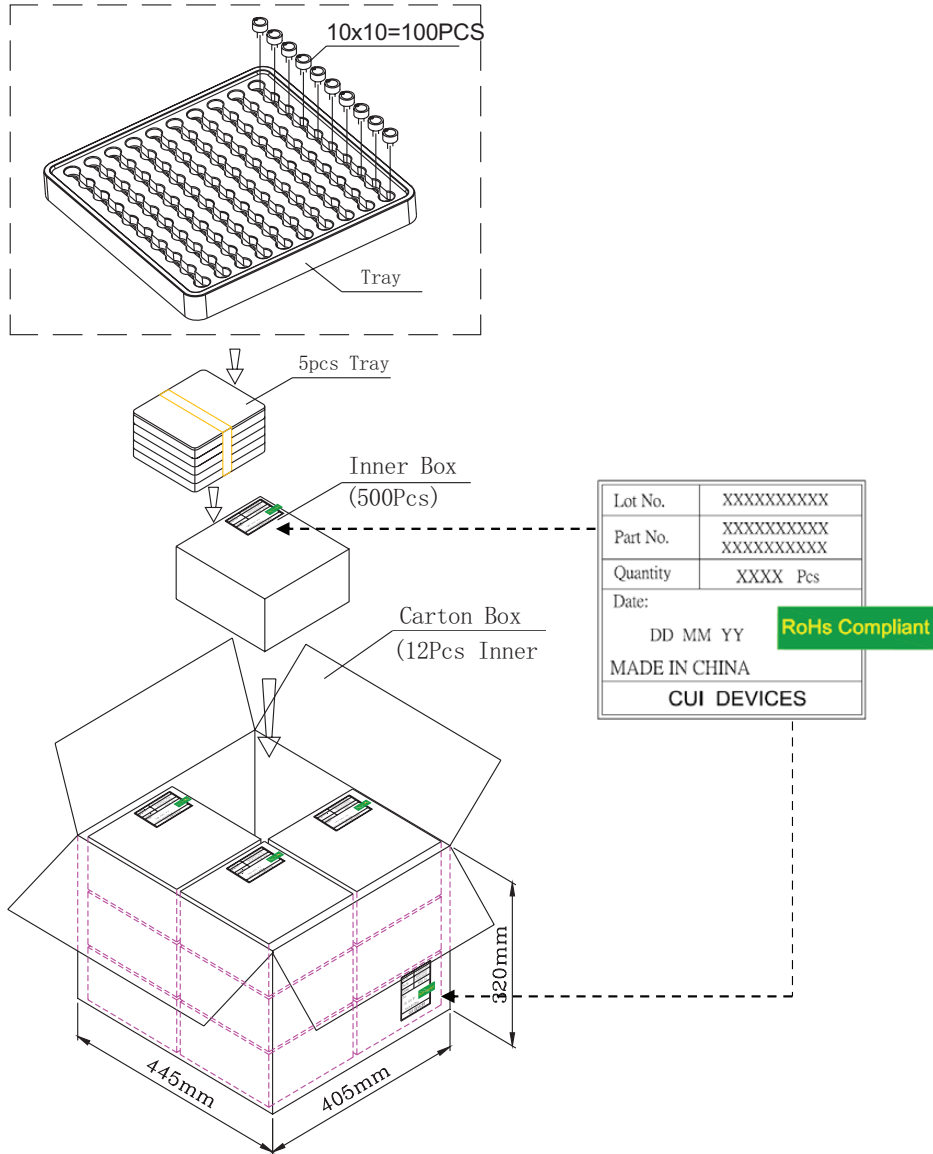 10x10=100PCS
Tray
5pcs Tray
Inner Box
(500Pcs)
Lot No. XXXXXXXXXX
Part No. XXXXXXXXXX
XXXXXXXXXX
Quantity XXXX Pcs
Date:
DD MM YY
RoHs Compliant
MADE IN CHINA
CUI DEVICES
Carton Box
(12Pcs Inner
320mm
445mm
405mm